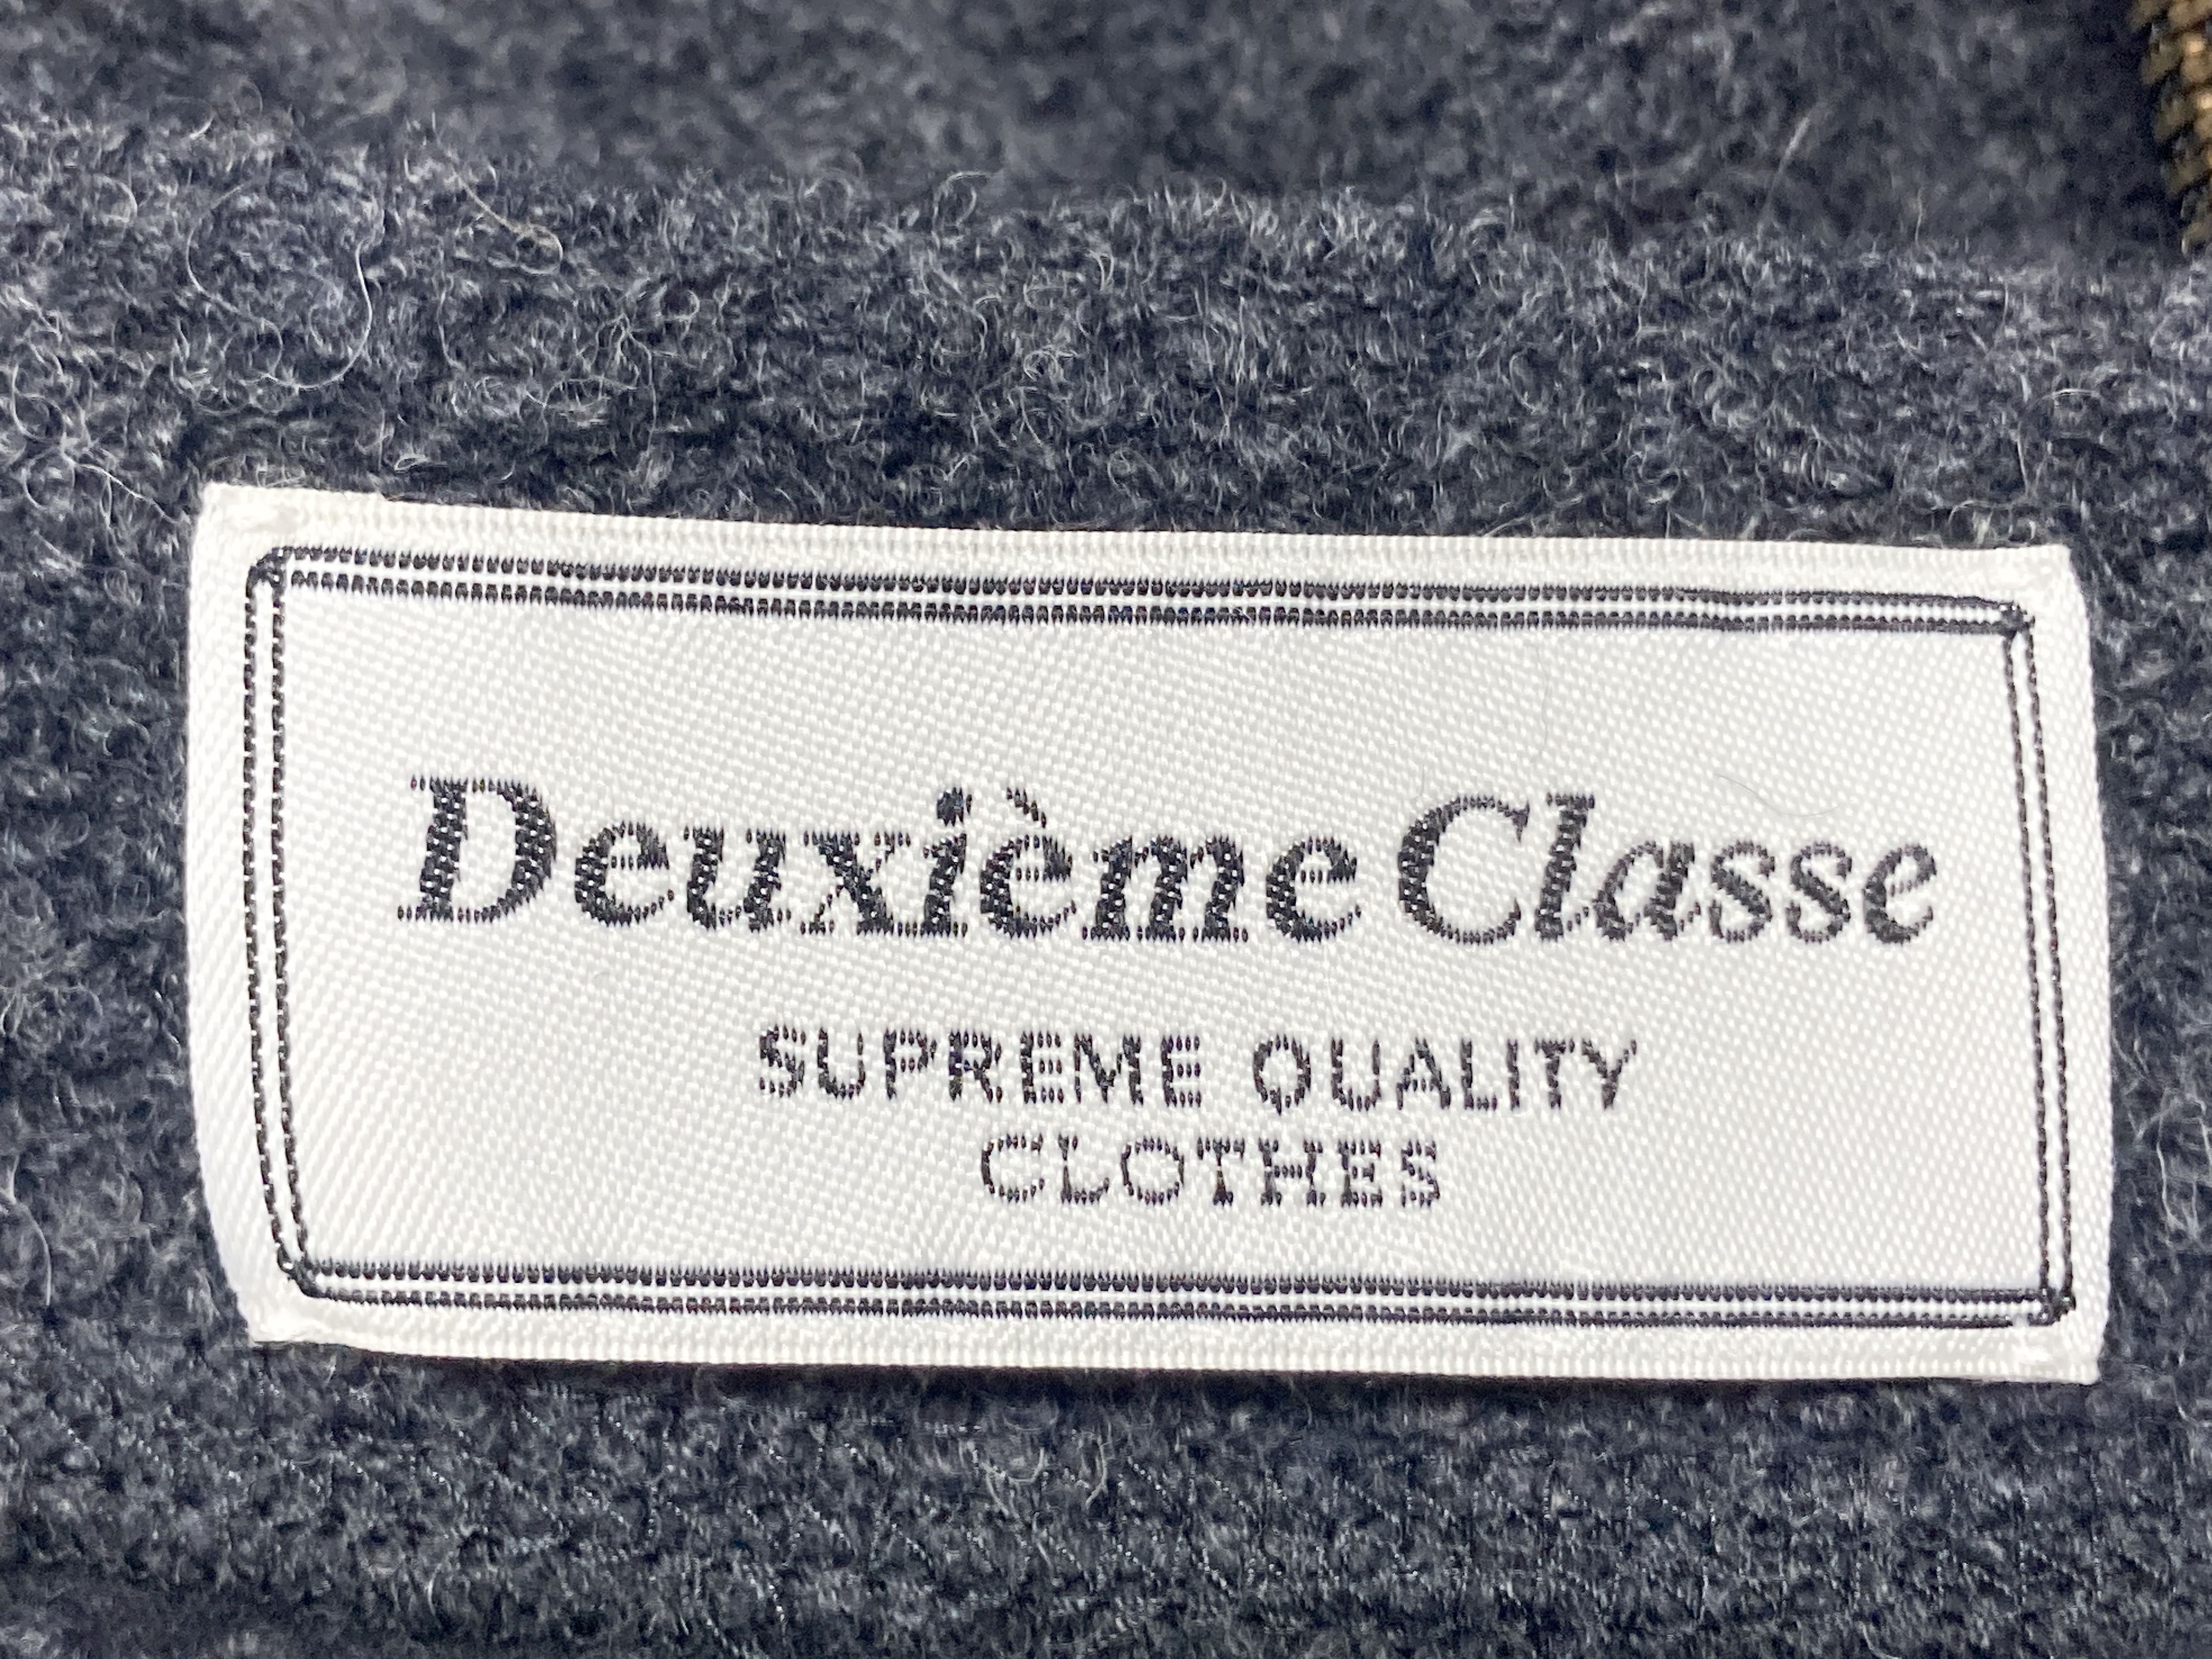 Deuxième Classe
SUPREME QUALITY
CLOTHES